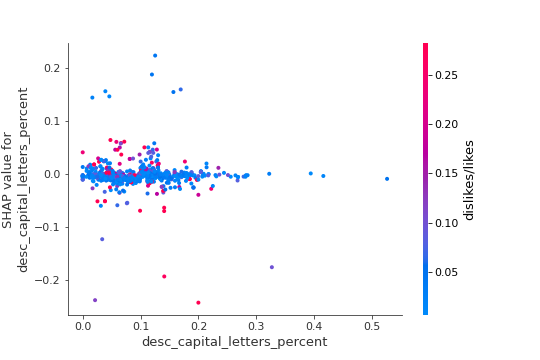 0.2
0.1
0.0
−0.1
−0.2
SHAP value for
desc_capital_letters_percent
0.0 0.1 0.2 0.3 0.4 0.5
desc_capital_letters_percent
0.25
0.20
0.15
0.10
0.05
dislikes/likes